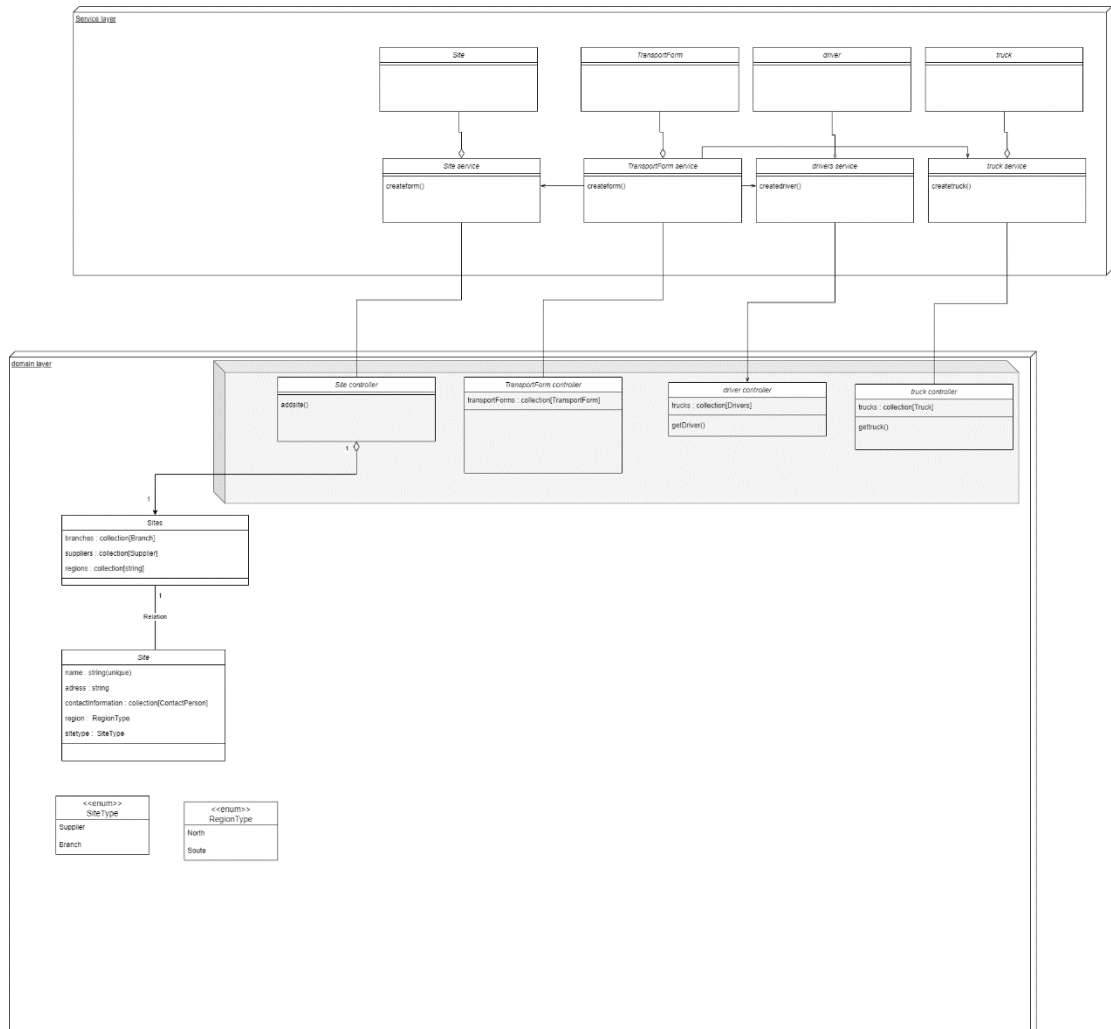 Service layer
Site
TransportForm
driver
truck
Site service
createform()
TransportForm service
createform()
drivers service
createdriver()
truck service
createtruck()
domain layer
Site controller
addsite()
TransportForm controller
transportForms : collection[TransportForm]
driver controller
trucks : collection[Drivers]
getDriver()
truck controller
trucks : collection[Truck]
gettruck()
1
1
Sites
branches : collection[Branch]
suppliers : collection[Supplier]
regions : collection[string]
1
Relation
Site
name : string(unique)
adress : string
contactinformation : collection[ContactPerson]
region : RegionType
sitetype : SiteType
<<enum>>
SiteType
Supplier
Branch
<<enum>>
RegionType
North
Soute